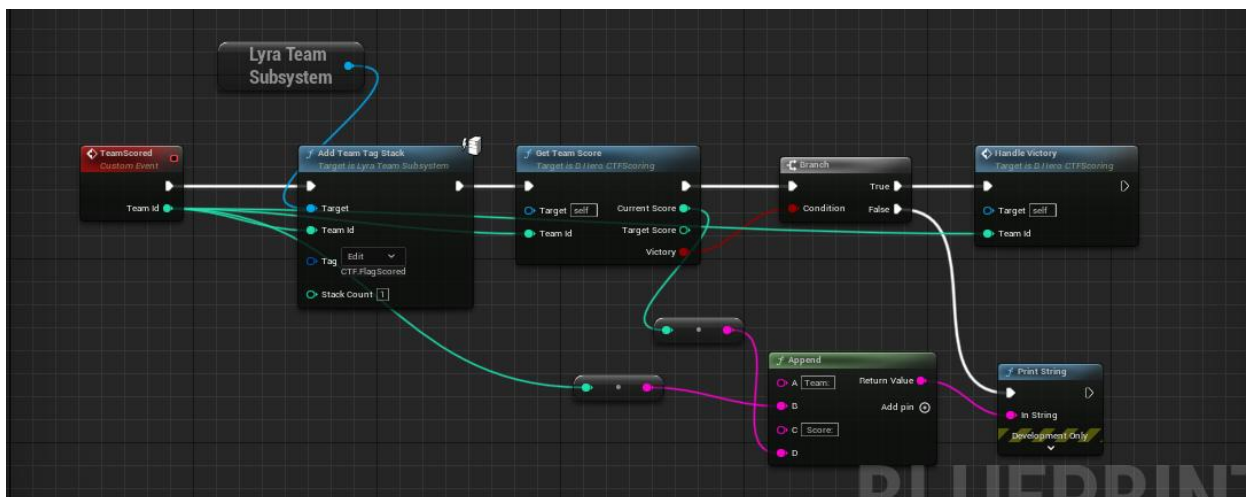 Lyra Team
Subsystem
TeamScored
Custom Event
Team Id
Add Team Tag Stack
Target is Lyra Team Subsystem
Target
Team Id
Tag
Edit
CTF.FlagScored
Stack Count 1
Get Team Score
Target is D Hero CTFScoring
Target self
Current Score
Team Id
Target Score
Victory
Branch
True
Condition
False
Handle Victory
Target is D Hero CTFScoring
Target self
Team Id
Append
A Team:
Return Value
B
Add pin
C Score:
D
Print String
In String
Development Only
BLUEPRINT